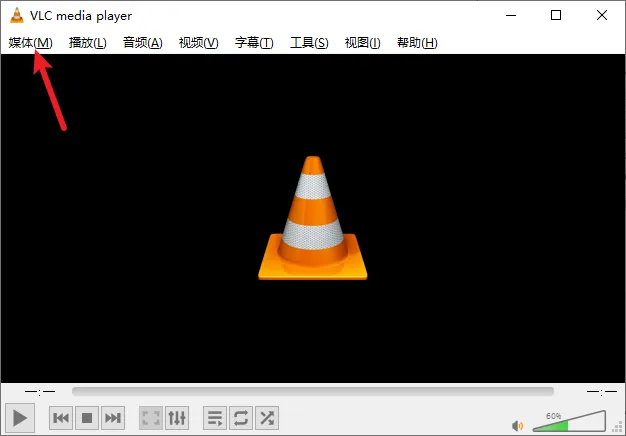 VLC media player
媒体(M) 播放(L) 音频(A) 视频(V) 字幕(T) 工具(S) 视图(I) 帮助(H)
--:-- --:--
60%